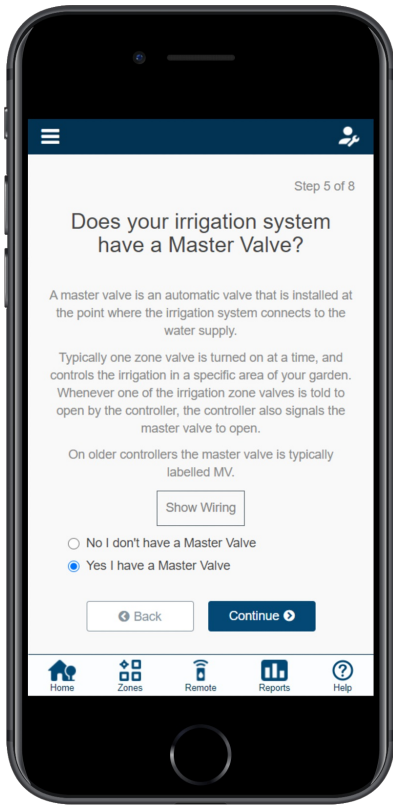 Step 5 of 8
Does your irrigation system
have a Master Valve?
A master valve is an automatic valve that is installed at
the point where the irrigation system connects to the
water supply.
Typically one zone valve is turned on at a time, and
controls the irrigation in a specific area of your garden.
Whenever one of the irrigation zone valves is told to
open by the controller, the controller also signals the
master valve to open.
On older controllers the master valve is typically
labelled MV.
Show Wiring
No I don't have a Master Valve
Yes I have a Master Valve
Back Continue
Home Zones Remote Reports Help